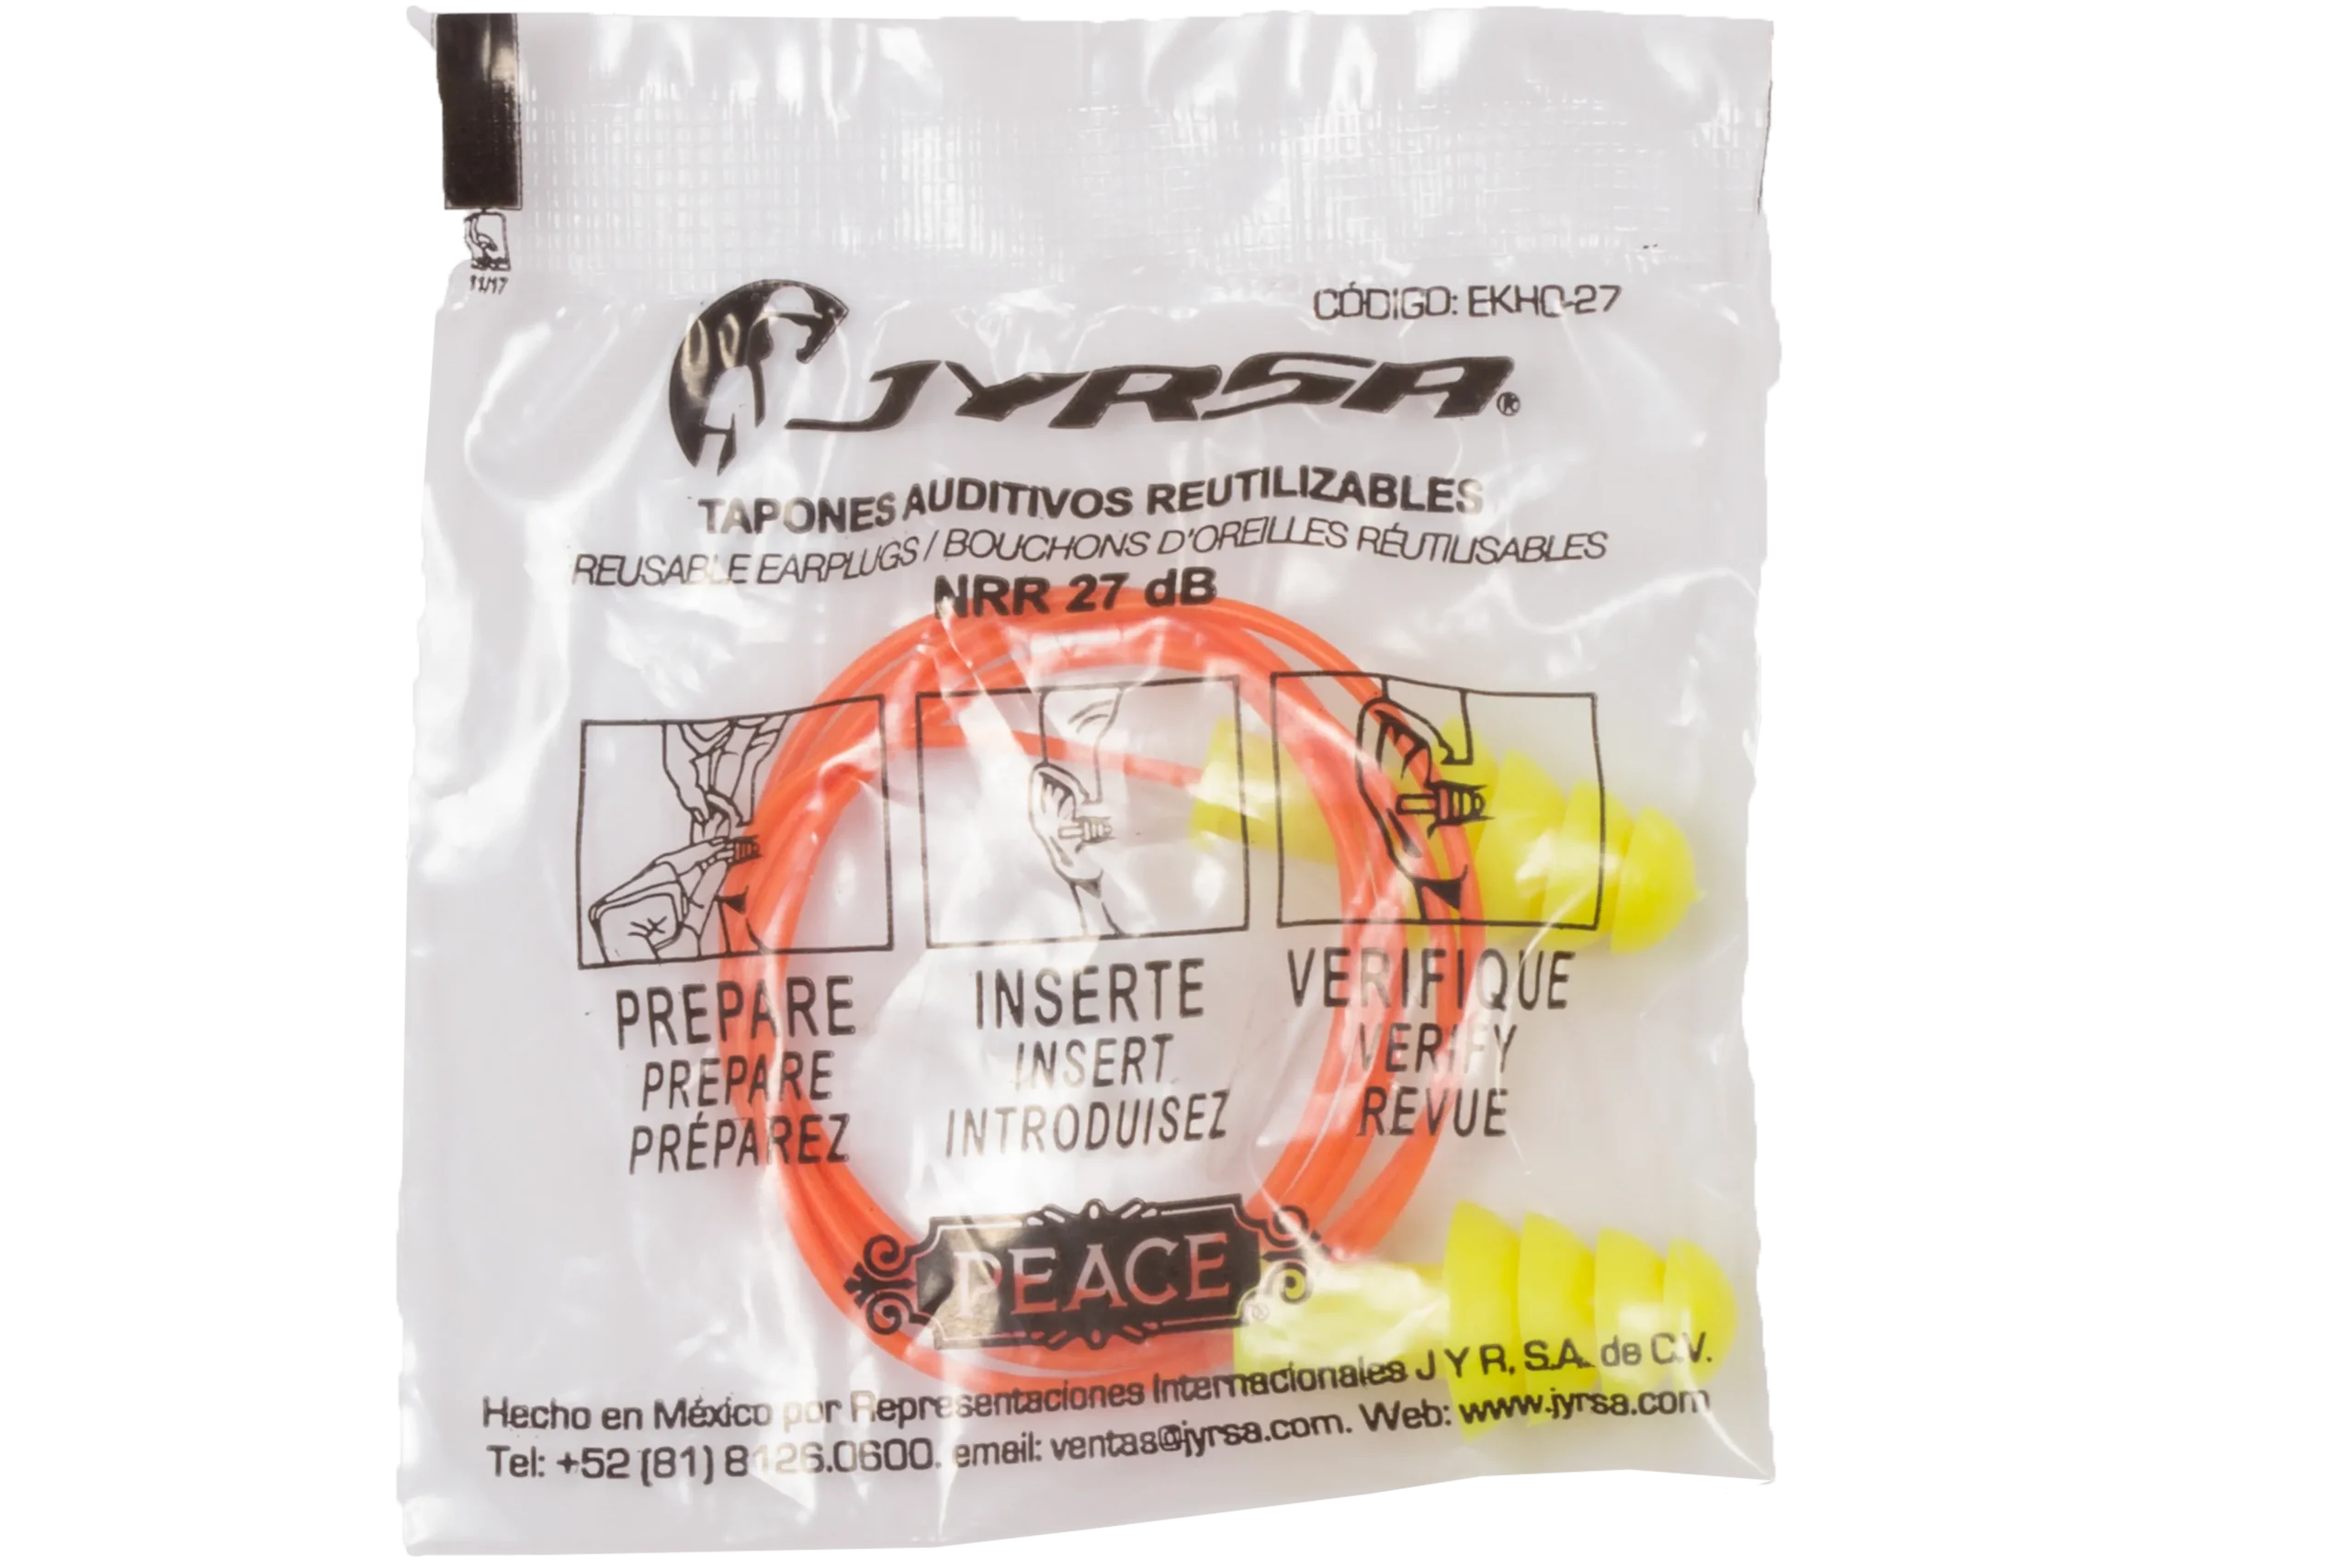 11/17
CÓDIGO: EKHO-27
JYRSA®
TAPONES AUDITIVOS REUTILIZABLES
REUSABLE EARPLUGS / BOUCHONS D'OREILLES RÉUTILISABLES
NRR 27 dB
PREPARE
PREPARE
PRÉPAREZ
INSERTE
INSERT
INTRODUISEZ
VERIFIQUE
VERIFY
REVUE
PEACE®
Hecho en México por Representaciones Internacionales J Y R, S.A. de C.V.
Tel: +52 (81) 8126.0600. email: ventas@jyrsa.com. Web: www.jyrsa.com